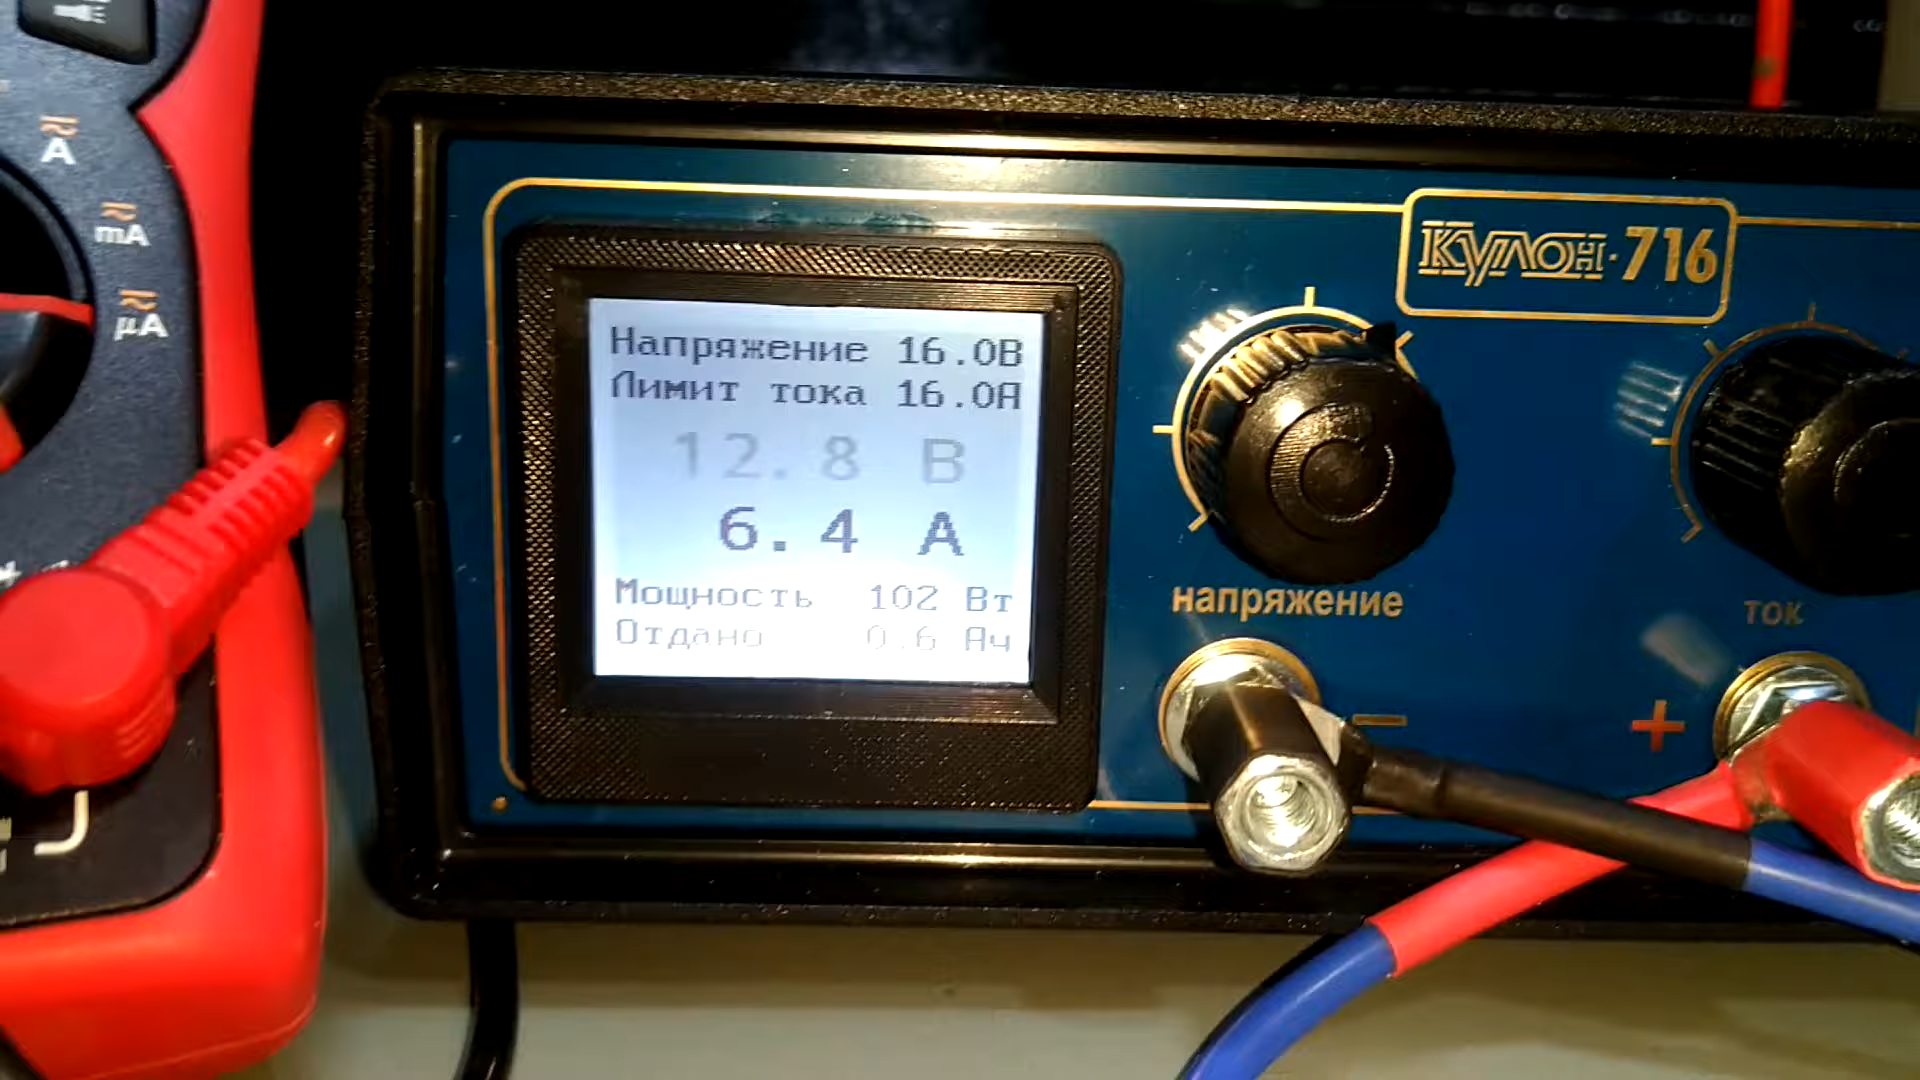 A
mA
μA
КУЛОН-716
Напряжение 16.0В
Лимит тока 16.0А
12.8 В
6.4 А
Мощность 102 Вт
Отдано 0.6 Ач
напряжение
ток
−
+